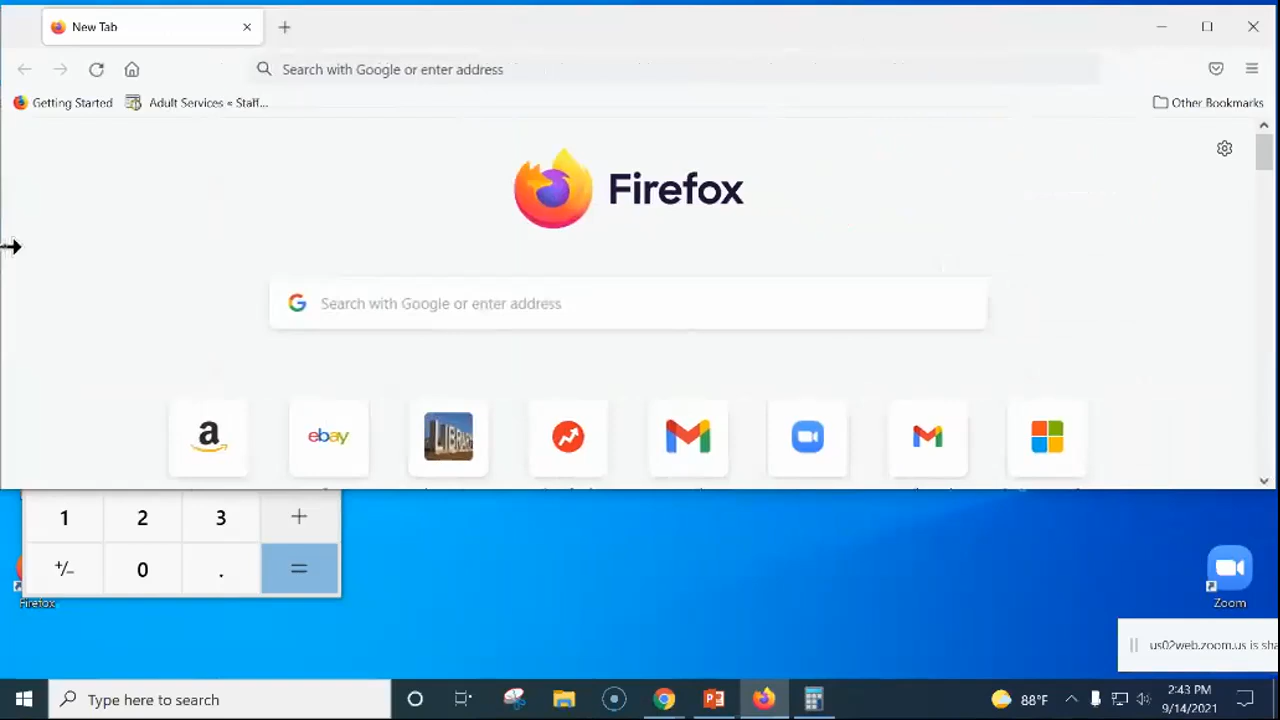 New Tab
Search with Google or enter address
Getting Started
Adult Services « Staff...
Other Bookmarks
Firefox
Search with Google or enter address
a
ebay
LIBRARY
1 2 3 +
+/- 0 . =
Firefox
Zoom
us02web.zoom.us is sha
Type here to search
88°F
2:43 PM
9/14/2021